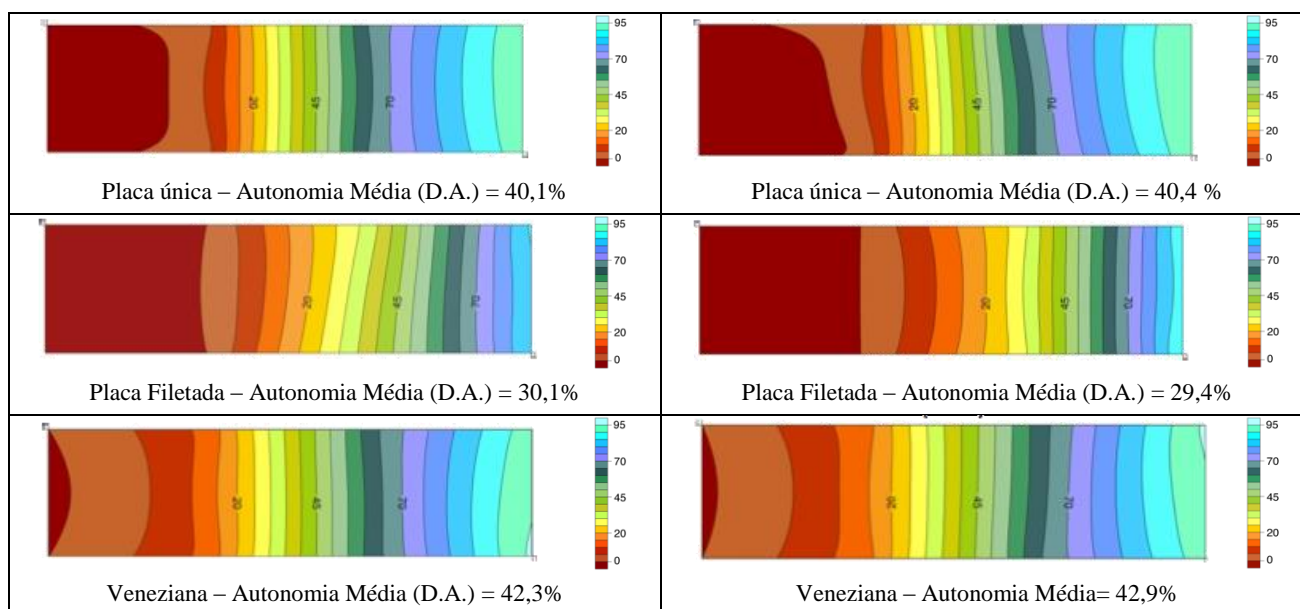 20 45 70
95
70
45
20
0
Placa única – Autonomia Média (D.A.) = 40,1%
20 45 70
95
70
45
20
0
Placa única – Autonomia Média (D.A.) = 40,4 %
20 45 70
95
70
45
20
0
Placa Filetada – Autonomia Média (D.A.) = 30,1%
20 45 70
95
70
45
20
0
Placa Filetada – Autonomia Média (D.A.) = 29,4%
20 45 70
95
70
45
20
0
Veneziana – Autonomia Média (D.A.) = 42,3%
20 45 70
95
70
45
20
0
Veneziana – Autonomia Média= 42,9%